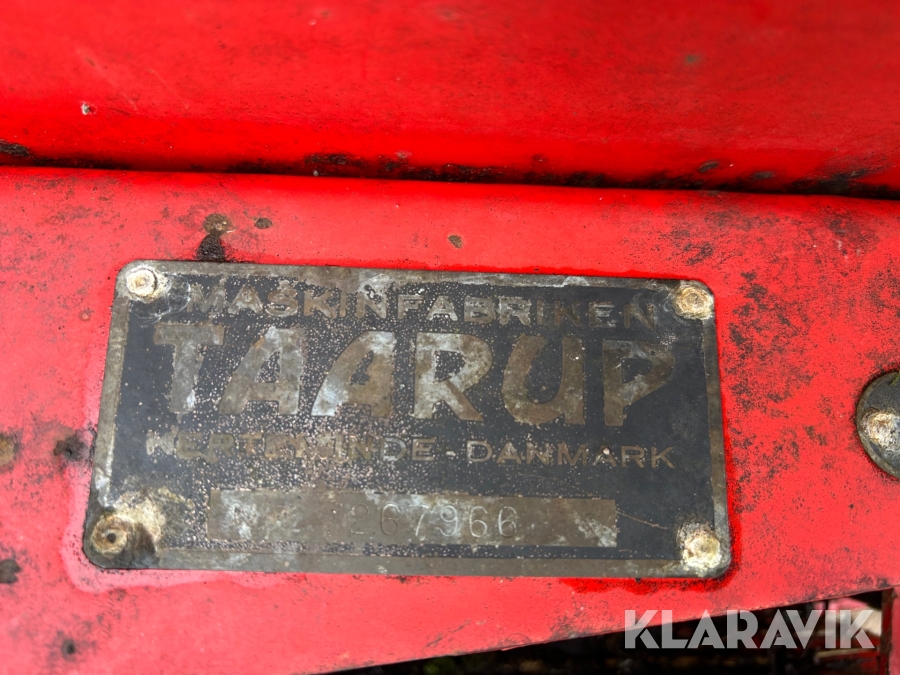 MASKINFABRIKEN
TAARUP
KERTEMINDE - DANMARK
267966
KLARAVIK